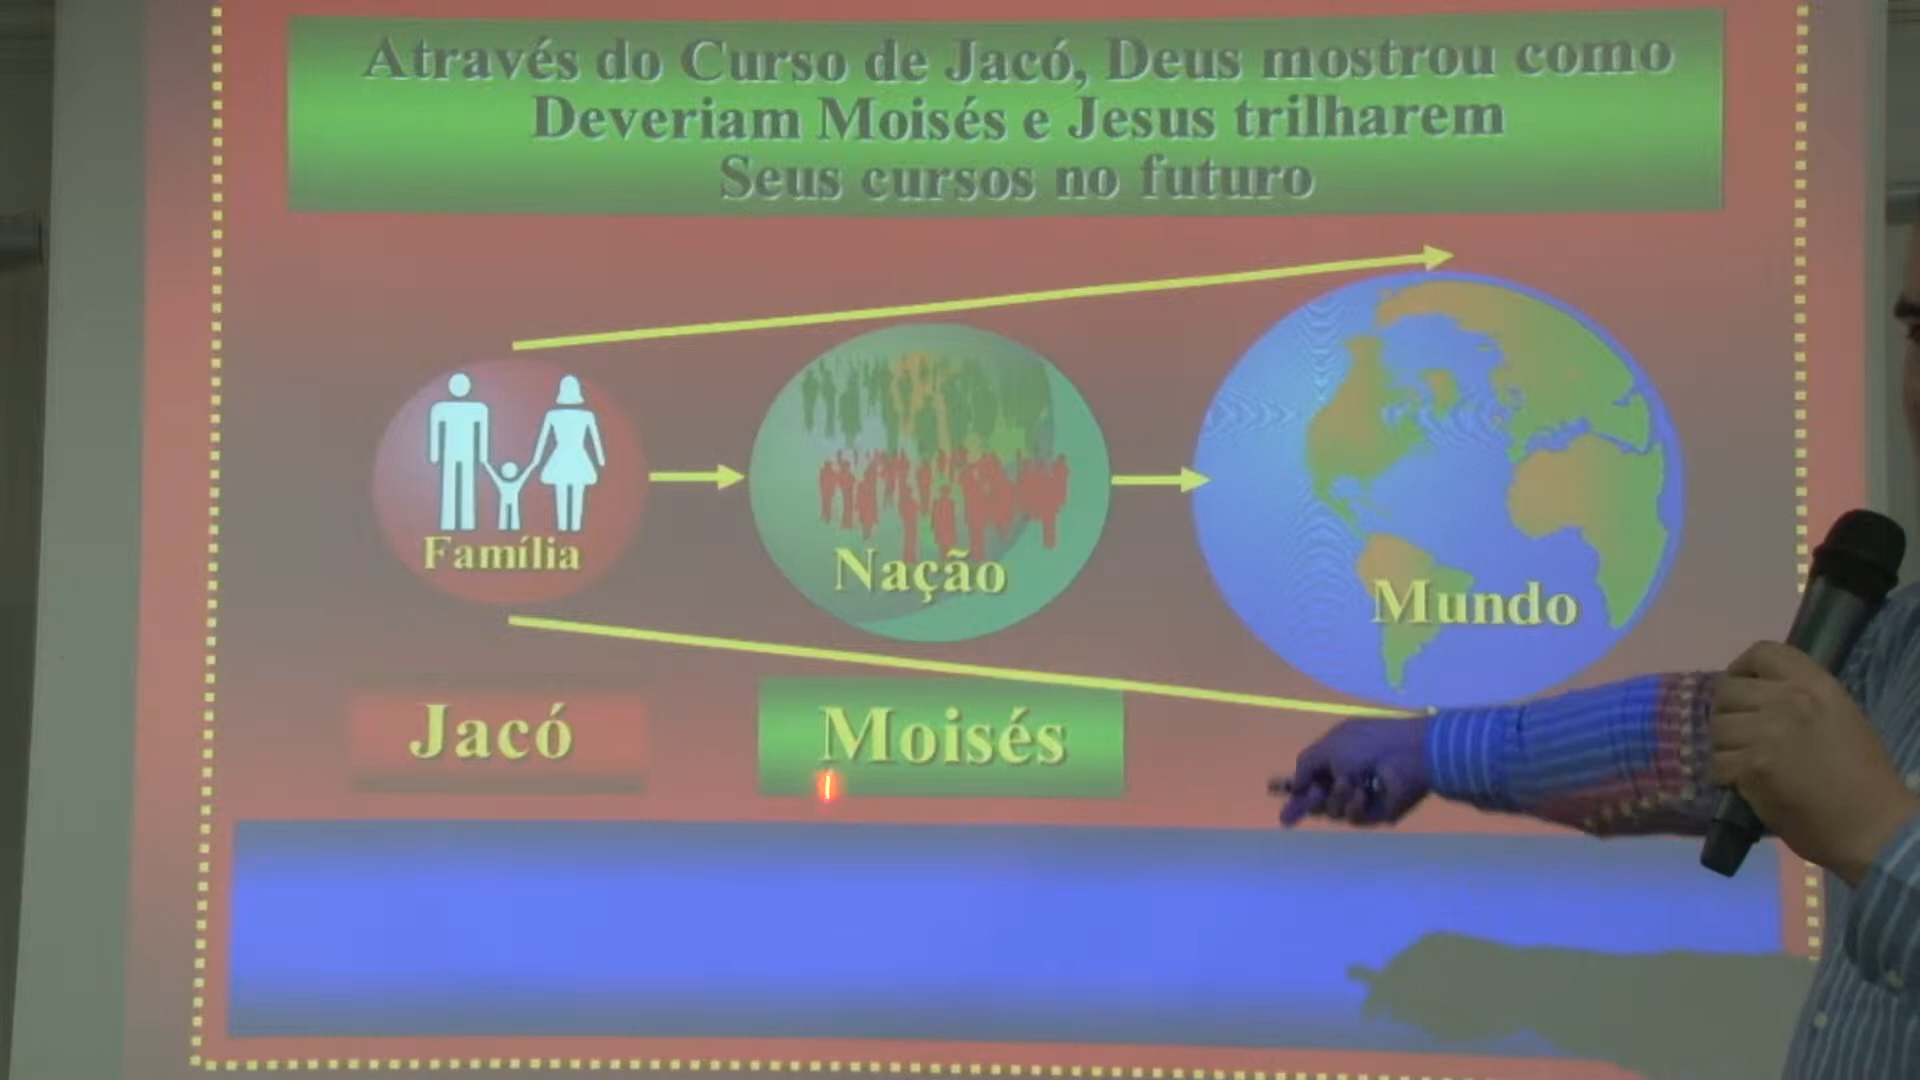 Através do Curso de Jacó, Deus mostrou como
Deveriam Moisés e Jesus trilharem
Seus cursos no futuro
Família
Nação
Mundo
Jacó
Moisés